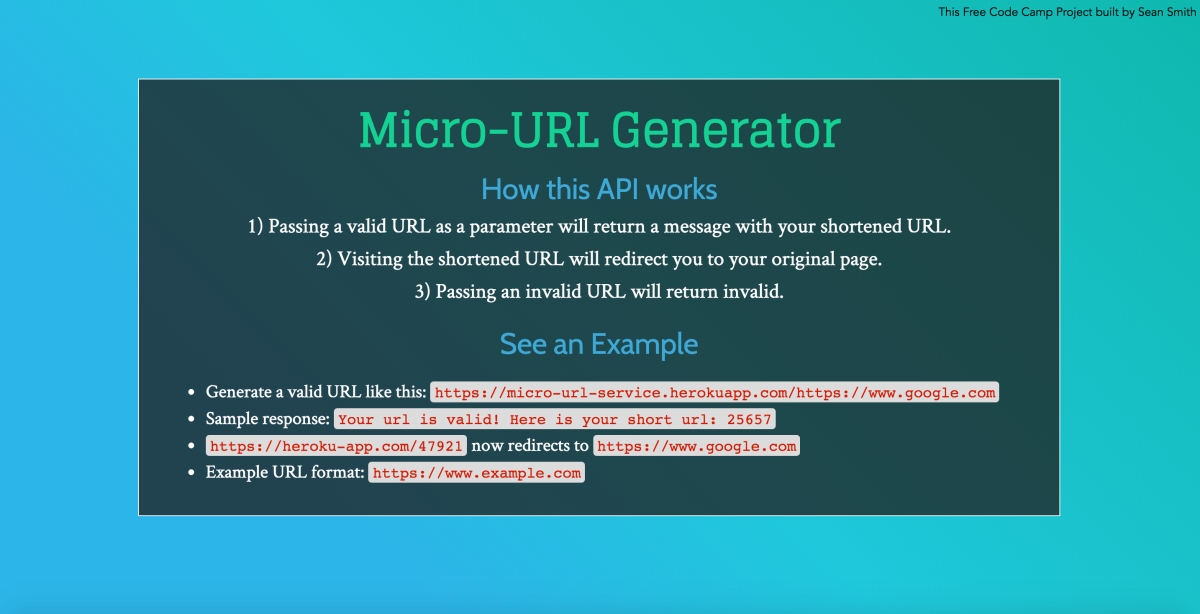 This Free Code Camp Project built by Sean Smith
Micro-URL Generator
How this API works
1) Passing a valid URL as a parameter will return a message with your shortened URL.
2) Visiting the shortened URL will redirect you to your original page.
3) Passing an invalid URL will return invalid.
See an Example
• Generate a valid URL like this: https://micro-url-service.herokuapp.com/https://www.google.com
• Sample response: Your url is valid! Here is your short url: 25657
• https://heroku-app.com/47921 now redirects to https://www.google.com
• Example URL format: https://www.example.com